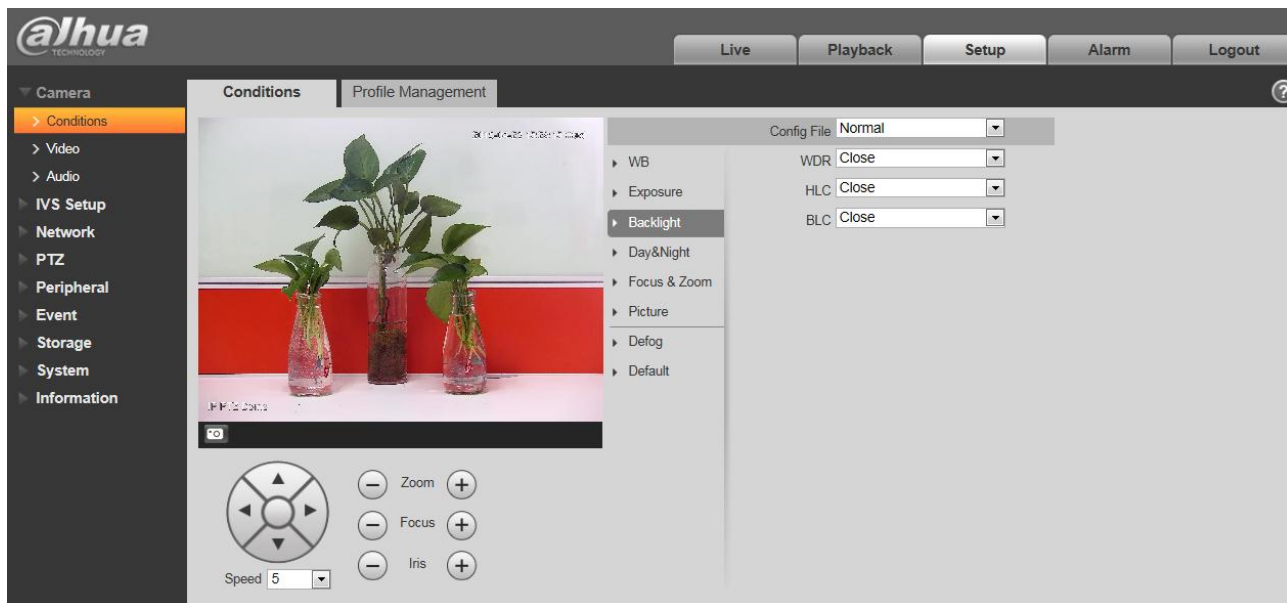 alhua
TECHNOLOGY
Live
Playback
Setup
Alarm
Logout
Camera
Conditions
Video
Audio
IVS Setup
Network
PTZ
Peripheral
Event
Storage
System
Information
Conditions
Profile Management
?
Config File Normal
WB
Exposure
Backlight
Day&Night
Focus & Zoom
Picture
Defog
Default
WDR Close
HLC Close
BLC Close
Zoom
Focus
Iris
Speed 5